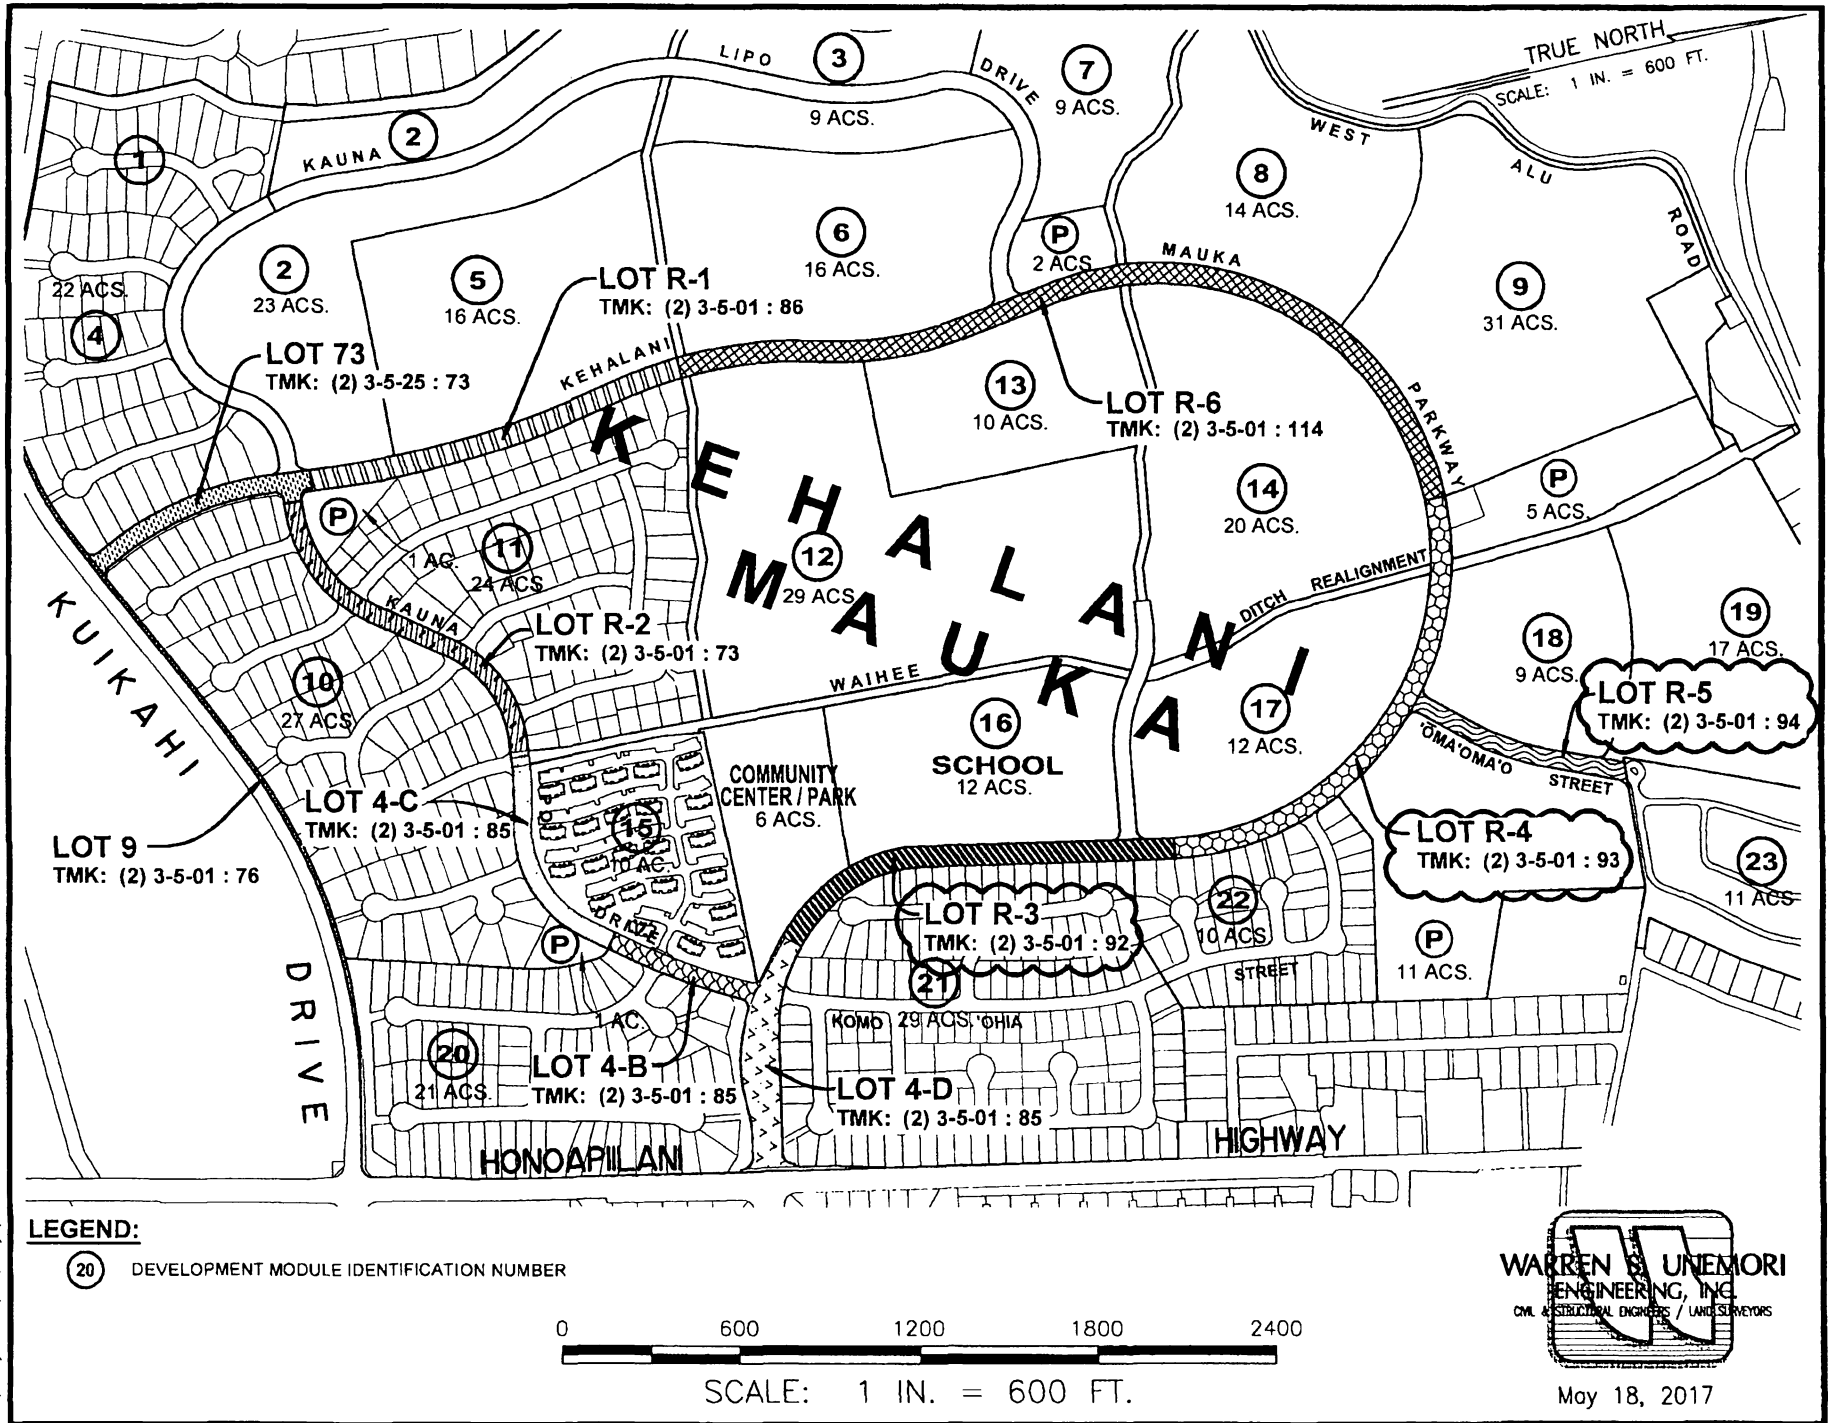 TRUE NORTH
SCALE: 1 IN. = 600 FT.
LIPO DRIVE
3
9 ACS.
7
9 ACS.
WEST ALU ROAD
1
KAUNA
2
8
14 ACS.
22 ACS.
4
2
23 ACS.
5
16 ACS.
6
16 ACS.
P
2 ACS
MAUKA
9
31 ACS.
LOT R-1
TMK: (2) 3-5-01 : 86
LOT 73
TMK: (2) 3-5-25 : 73
KEHALANI
13
10 ACS.
LOT R-6
TMK: (2) 3-5-01 : 114
PARKWAY
KEHALANI
MAUKA
P
1 AC.
11
24 ACS
12
29 ACS
14
20 ACS.
P
5 ACS.
WAIHEE
DITCH
REALIGNMENT
KAUNA
LOT R-2
TMK: (2) 3-5-01 : 73
10
27 ACS
18
9 ACS.
19
17 ACS.
LOT R-5
TMK: (2) 3-5-01 : 94
KUIKAHI
DRIVE
16
SCHOOL
12 ACS.
17
12 ACS.
'ŌMA'OMA'O STREET
COMMUNITY
CENTER / PARK
6 ACS.
LOT 4-C
TMK: (2) 3-5-01 : 85
15
10 AC.
LOT 9
TMK: (2) 3-5-01 : 76
LOT R-4
TMK: (2) 3-5-01 : 93
23
11 ACS
DRIVE
P
1 AC.
LOT R-3
TMK: (2) 3-5-01 : 92
22
10 ACS
P
11 ACS.
21
29 ACS.
KOMO 'OHIA
STREET
20
21 ACS.
LOT 4-B
TMK: (2) 3-5-01 : 85
LOT 4-D
TMK: (2) 3-5-01 : 85
HONOAPIILANI
HIGHWAY
LEGEND:
20 DEVELOPMENT MODULE IDENTIFICATION NUMBER
0 600 1200 1800 2400
SCALE: 1 IN. = 600 FT.
WARREN S. UNEMORI
ENGINEERING, INC.
CIVIL & STRUCTURAL ENGINEERS / LAND SURVEYORS
May 18, 2017